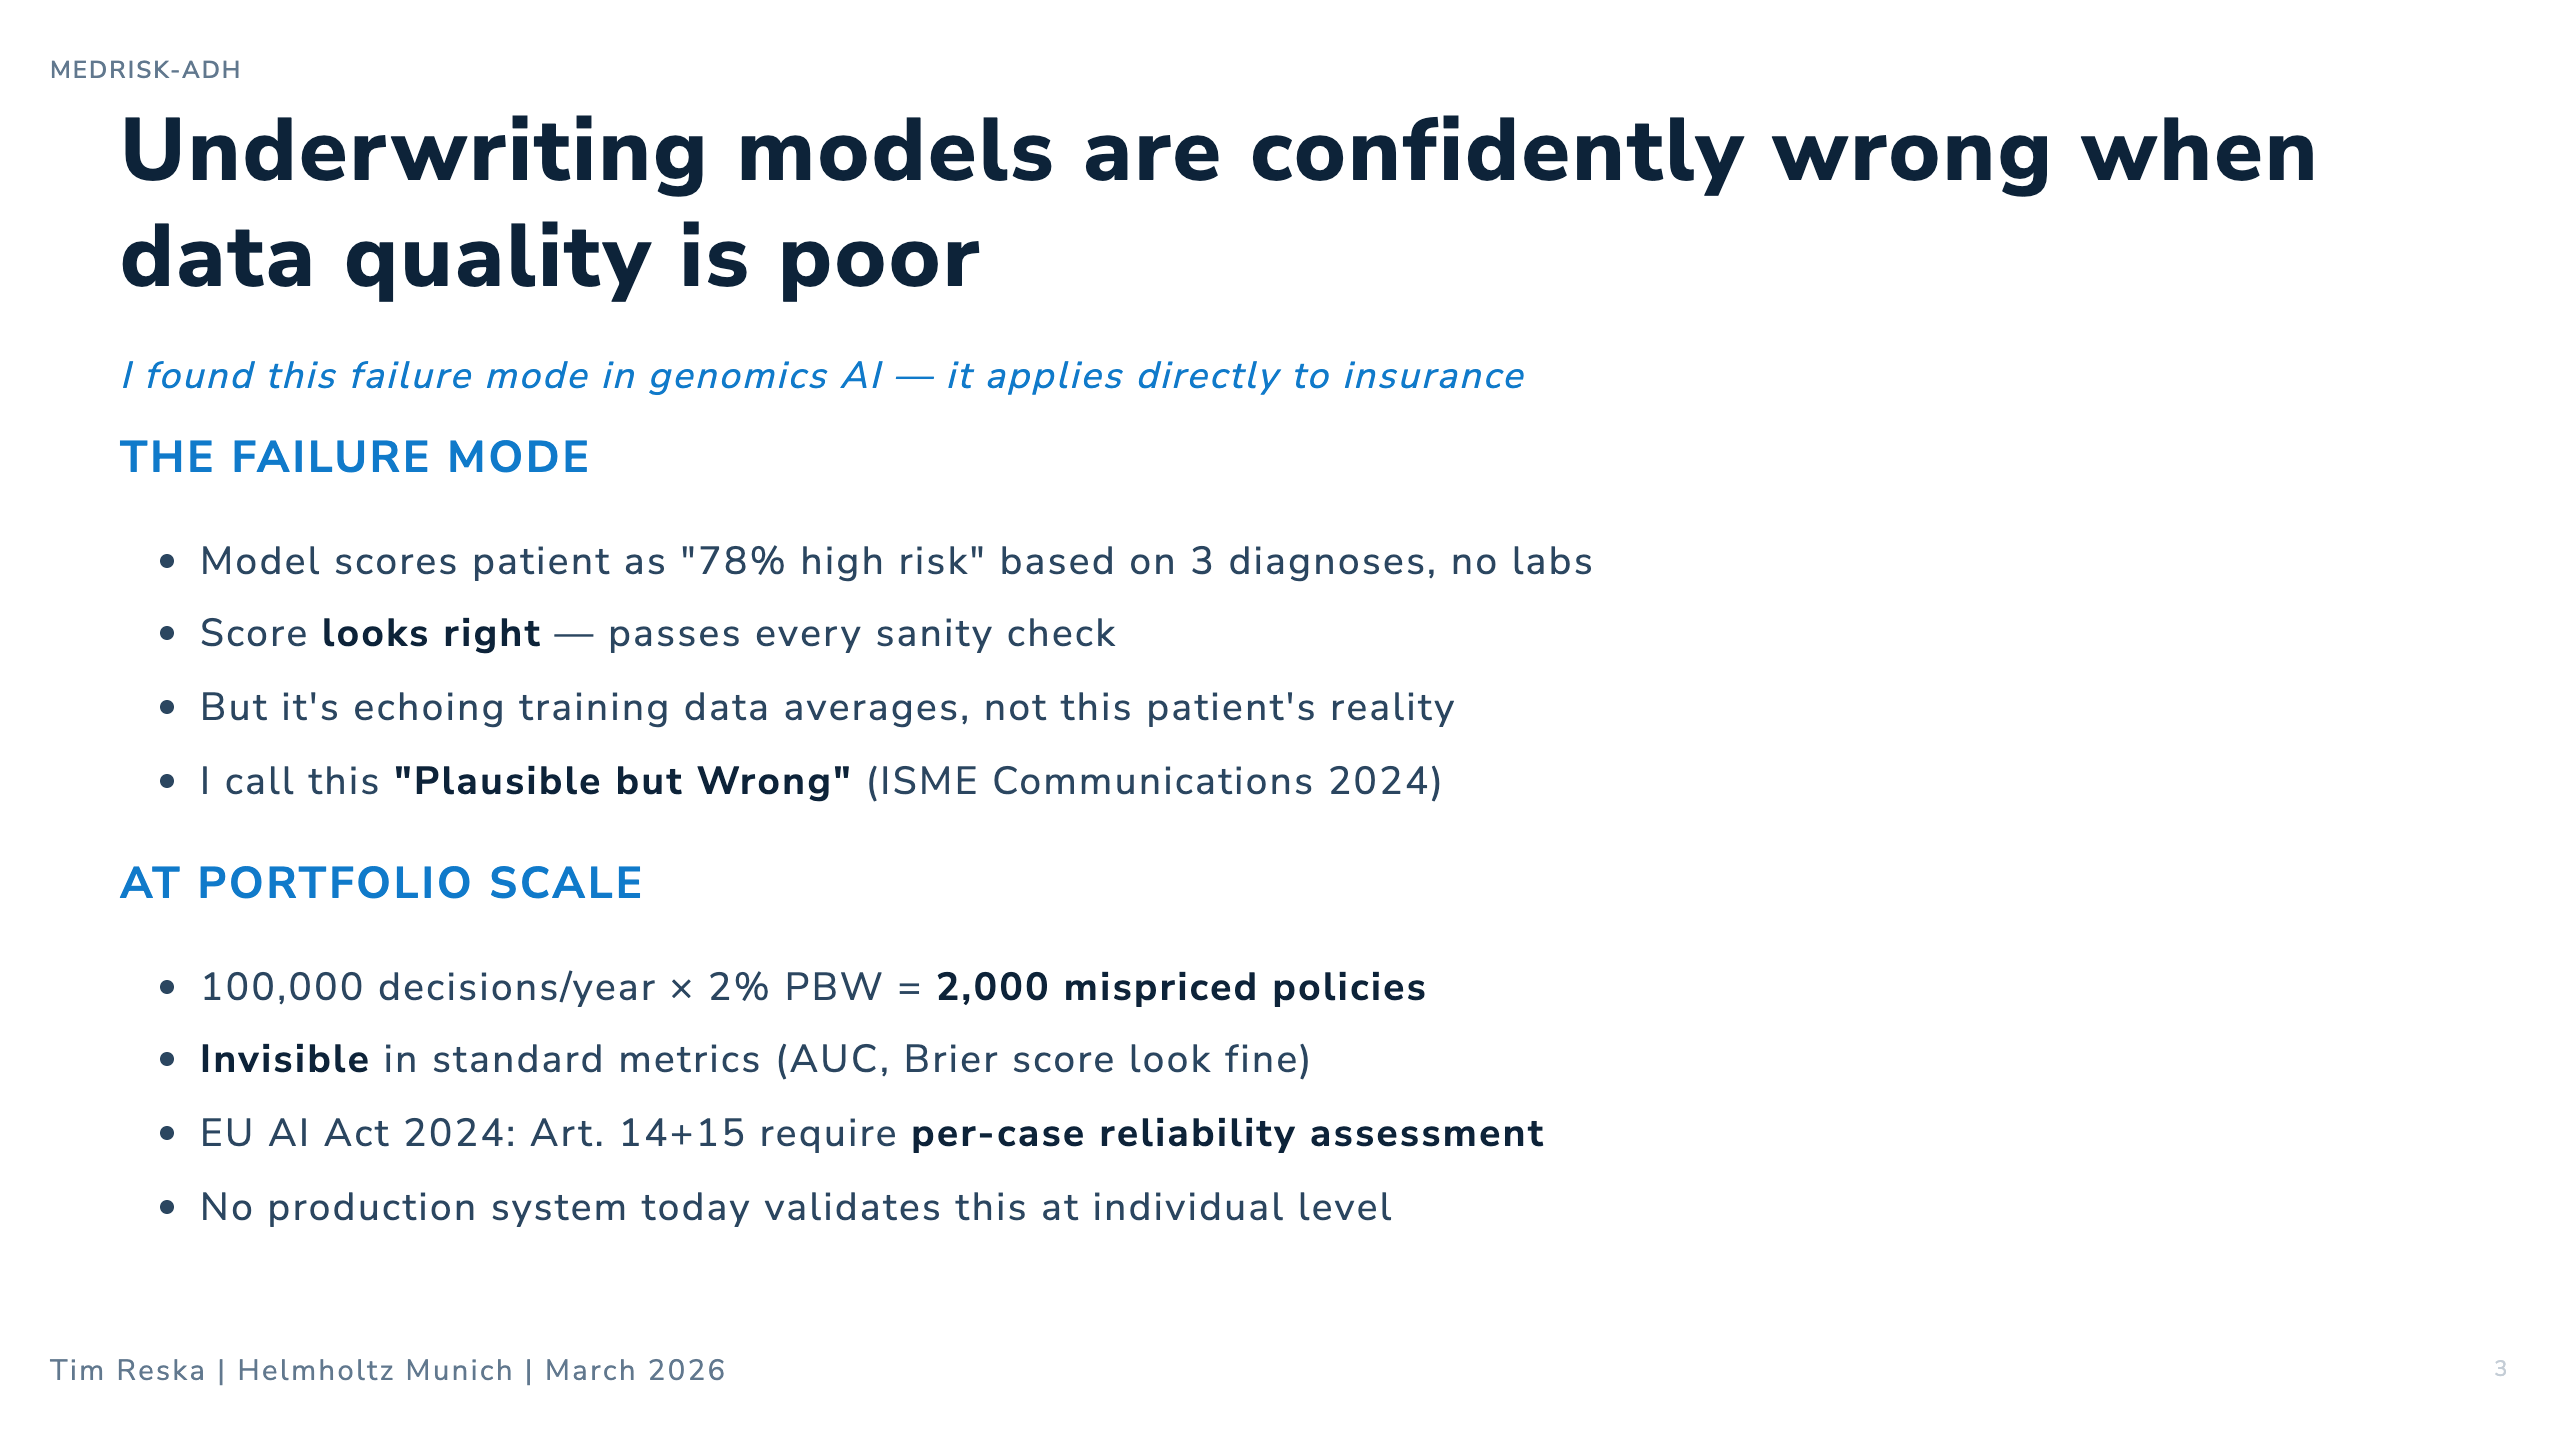 MEDRISK-ADH
Underwriting models are confidently wrong when
data quality is poor
I found this failure mode in genomics AI — it applies directly to insurance
THE FAILURE MODE
• Model scores patient as "78% high risk" based on 3 diagnoses, no labs
• Score looks right — passes every sanity check
• But it's echoing training data averages, not this patient's reality
• I call this "Plausible but Wrong" (ISME Communications 2024)
AT PORTFOLIO SCALE
• 100,000 decisions/year × 2% PBW = 2,000 mispriced policies
• Invisible in standard metrics (AUC, Brier score look fine)
• EU AI Act 2024: Art. 14+15 require per-case reliability assessment
• No production system today validates this at individual level
Tim Reska | Helmholtz Munich | March 2026
3